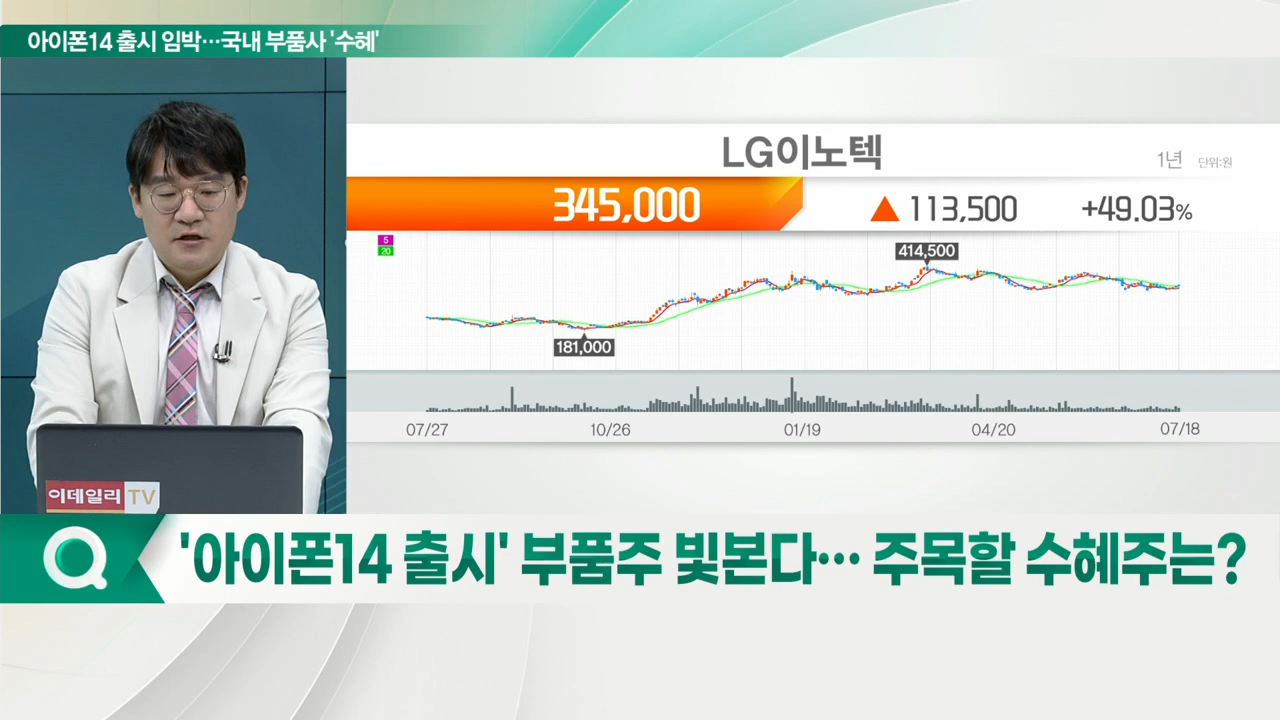 아이폰14 출시 임박…국내 부품사 '수혜'
LG이노텍
1년 단위:원
345,000 ▲ 113,500 +49.03%
5
20
414,500
181,000
07/27 10/26 01/19 04/20 07/18
이데일리 TV
'아이폰14 출시' 부품주 빛본다… 주목할 수혜주는?